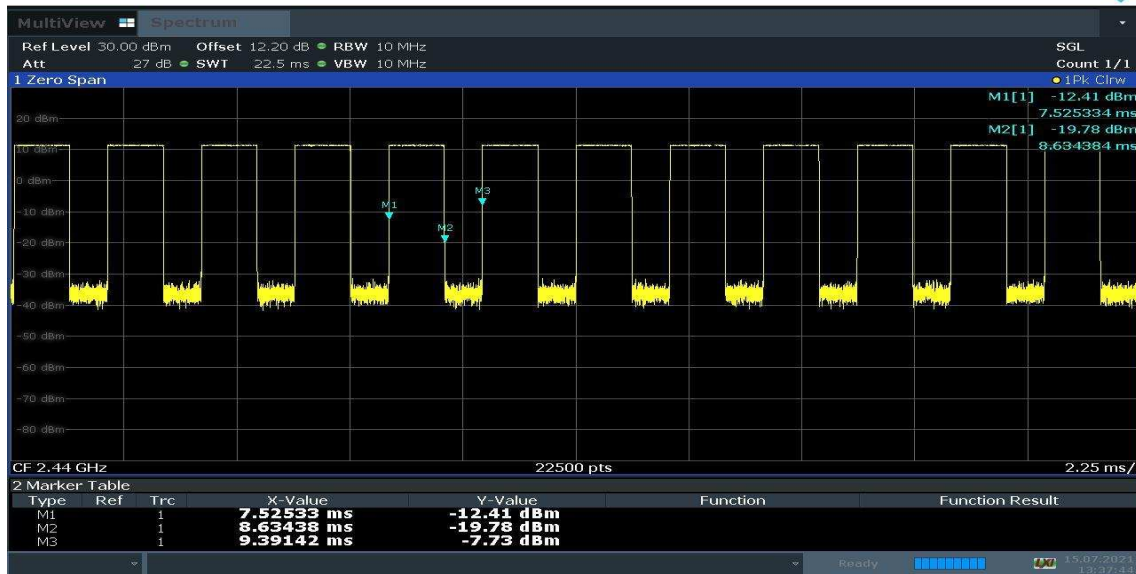 MultiView Spectrum
Ref Level 30.00 dBm Offset 12.20 dB RBW 10 MHz SGL
Att 27 dB SWT 22.5 ms VBW 10 MHz Count 1/1
1 Zero Span 1Pk Clrw
M1[1] -12.41 dBm
7.525334 ms
M2[1] -19.78 dBm
8.634384 ms
20 dBm
10 dBm
0 dBm
M3
M1
-10 dBm
M2
-20 dBm
-30 dBm
-40 dBm
-50 dBm
-60 dBm
-70 dBm
-80 dBm
CF 2.44 GHz 22500 pts 2.25 ms/
2 Marker Table
Type Ref Trc X-Value Y-Value Function Function Result
M1 1 7.52533 ms -12.41 dBm
M2 1 8.63438 ms -19.78 dBm
M3 1 9.39142 ms -7.73 dBm
Ready LXI 15.07.2021
13:37:44